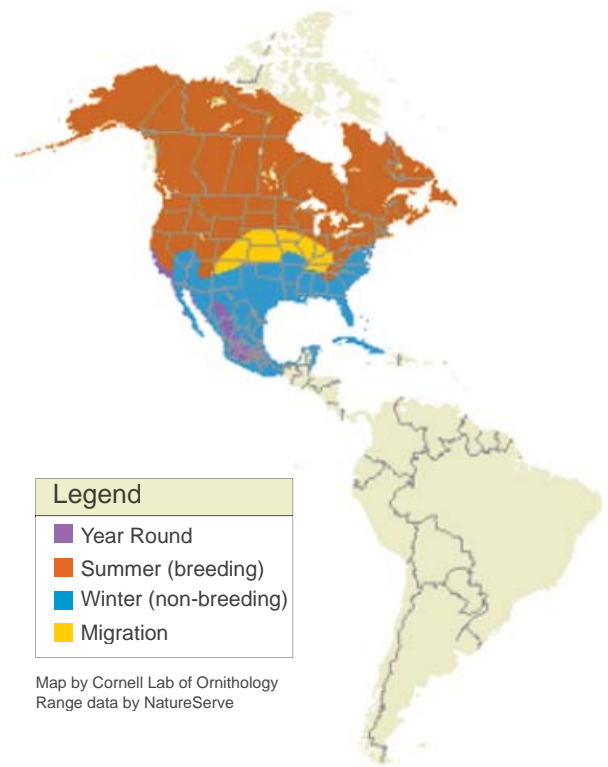 Legend
Year Round
Summer (breeding)
Winter (non-breeding)
Migration
Map by Cornell Lab of Ornithology
Range data by NatureServe